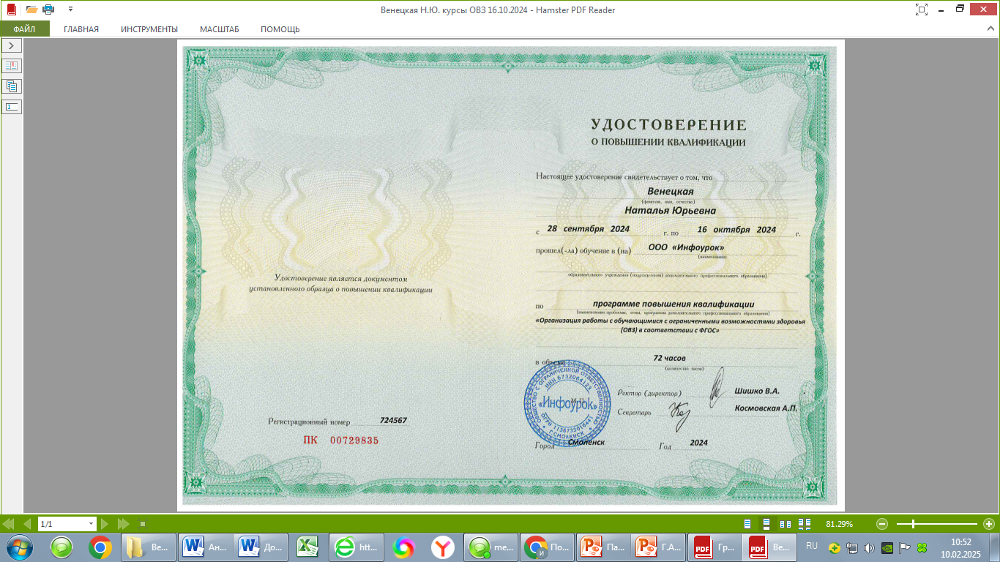 Венецкая Н.Ю. курсы ОВЗ 16.10.2024 - Hamster PDF Reader
ФАЙЛ ГЛАВНАЯ ИНСТРУМЕНТЫ МАСШТАБ ПОМОЩЬ
Удостоверение является документом
установленного образца о повышении квалификации
Регистрационный номер 724567
ПК 00729835
УДОСТОВЕРЕНИЕ
О ПОВЫШЕНИИ КВАЛИФИКАЦИИ
Настоящее удостоверение свидетельствует о том, что
Венецкая
(фамилия, имя, отчество)
Наталья Юрьевна
с 28 сентября 2024 г. по 16 октября 2024 г.
прошел(-ла) обучение в (на) ООО «Инфоурок»
(наименование
образовательного учреждения (подразделения) дополнительного профессионального образования)
по программе повышения квалификации
(наименование проблемы, темы, программы дополнительного профессионального образования)
«Организация работы с обучающимися с ограниченными возможностями здоровья
(ОВЗ) в соответствии с ФГОС»
в объеме 72 часов
(количество часов)
ОБЩЕСТВО С ОГРАНИЧЕННОЙ ОТВЕТСТВЕННОСТЬЮ
ИНН 6732064123
«Инфоурок»
ОГРН 1136733016441
Г.СМОЛЕНСК
Ректор (директор) Шишко В.А.
Секретарь Космовская А.П.
Город Смоленск Год 2024
1/1 81.29%
Ве... Ан... До... htt... me... По... Па... Г.А... Гр... Ве... RU 10:52
10.02.2025